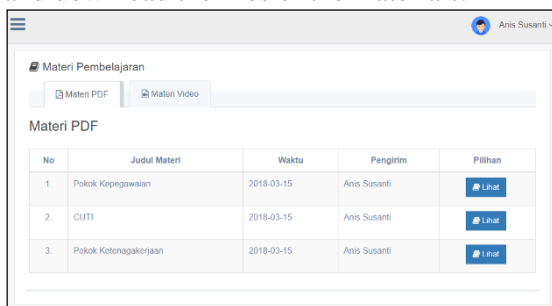 Anis Susanti
Materi Pembelajaran
Materi PDF Materi Video
Materi PDF
No Judul Materi Waktu Pengirim Pilihan
1. Pokok Kepegawaian 2018-03-15 Anis Susanti Lihat
2. CUTI 2018-03-15 Anis Susanti Lihat
3. Pokok Ketenagakerjaan 2018-03-15 Anis Susanti Lihat